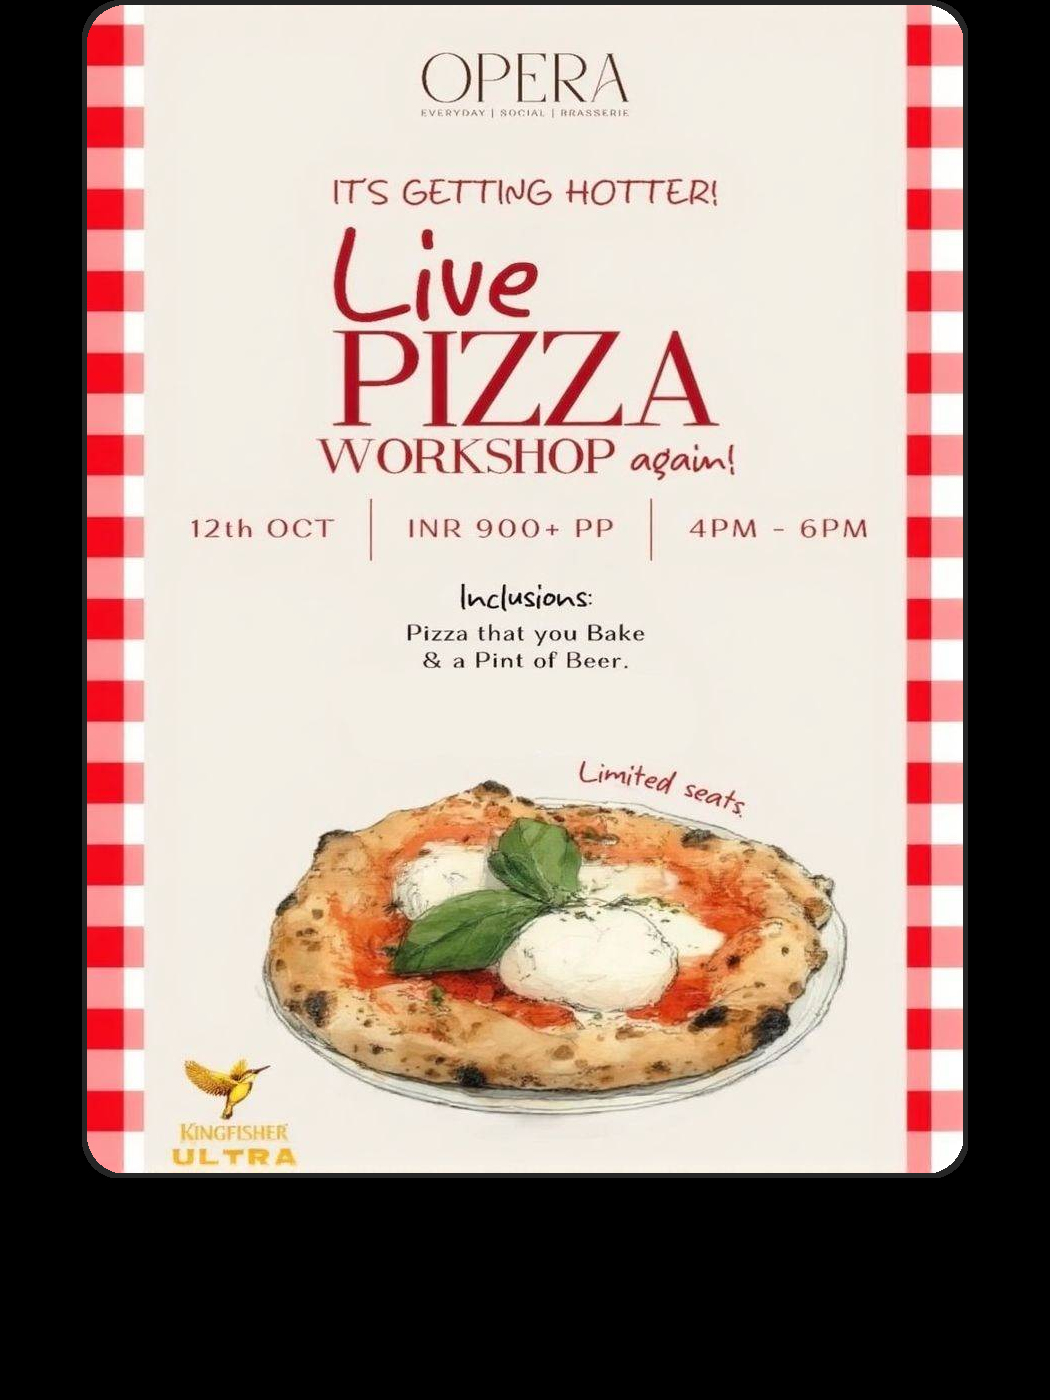 OPERA
EVERYDAY | SOCIAL | BRASSERIE
IT'S GETTING HOTTER!
Live
PIZZA
WORKSHOP again!
12th OCT | INR 900+ PP | 4PM - 6PM
Inclusions:
Pizza that you Bake
& a Pint of Beer.
Limited seats.
KINGFISHER
ULTRA